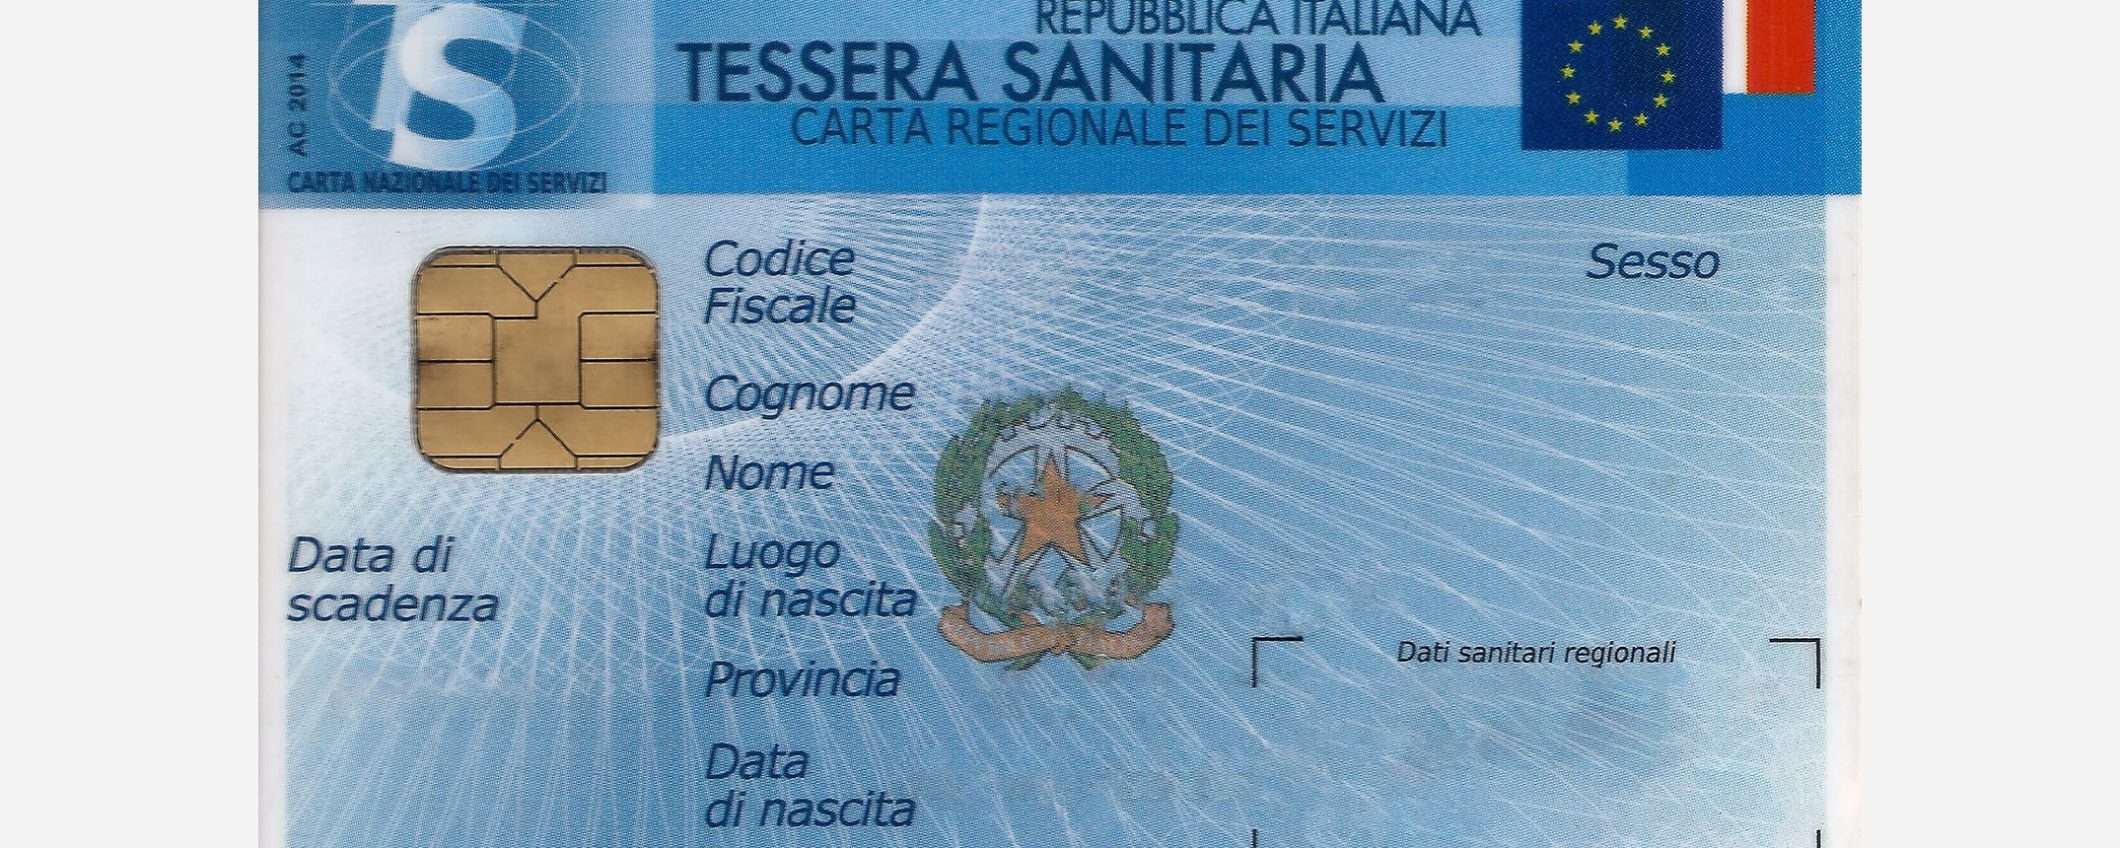 REPUBBLICA ITALIANA
TESSERA SANITARIA
CARTA REGIONALE DEI SERVIZI
AC 2014
TS
CARTA NAZIONALE DEI SERVIZI
Codice
Fiscale
Sesso
Cognome
Nome
Data di
scadenza
Luogo
di nascita
Provincia
Dati sanitari regionali
Data
di nascita